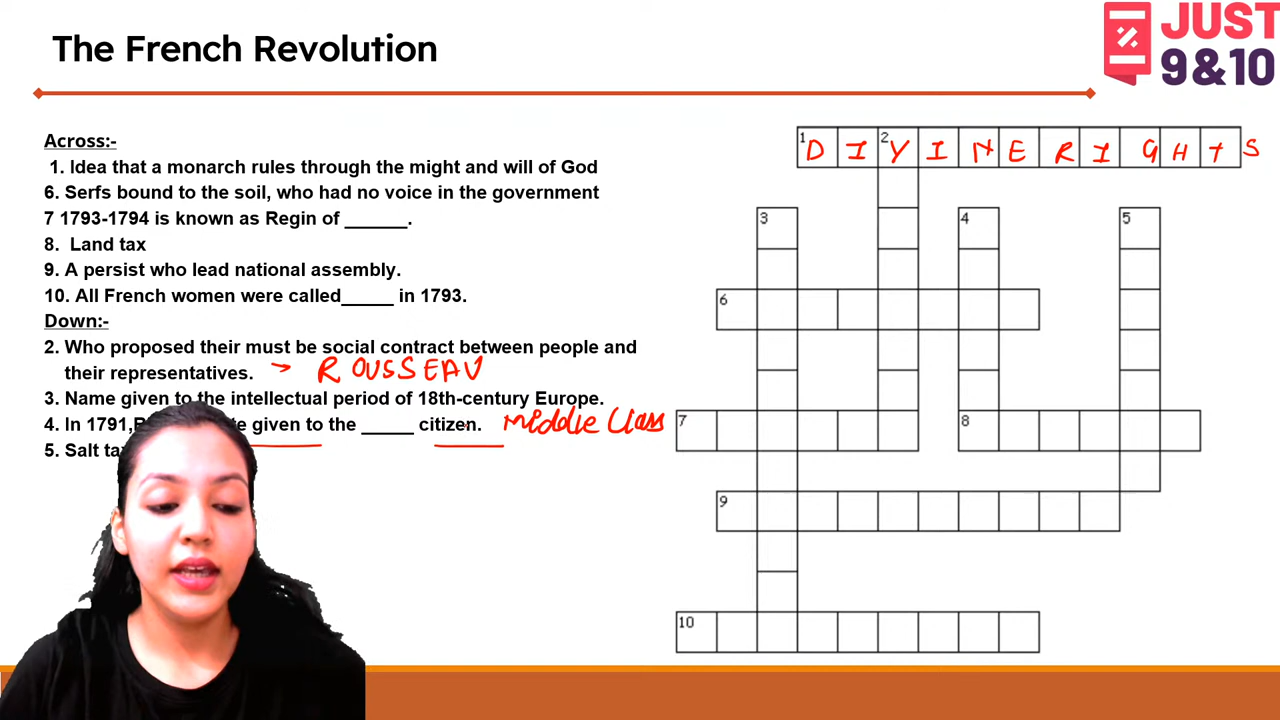 The French Revolution
JUST
9&10
Across:-
1. Idea that a monarch rules through the might and will of God
6. Serfs bound to the soil, who had no voice in the government
7 1793-1794 is known as Regin of ______.
8. Land tax
9. A persist who lead national assembly.
10. All French women were called_____ in 1793.
Down:-
2. Who proposed their must be social contract between people and
their representatives. → ROUSSEAU
3. Name given to the intellectual period of 18th-century Europe.
4. In 1791, given to the _____ citizen. Middle Class
5. Salt
1 2
D I V I N E R I G H T S
3 4 5
6
7 8
9
10